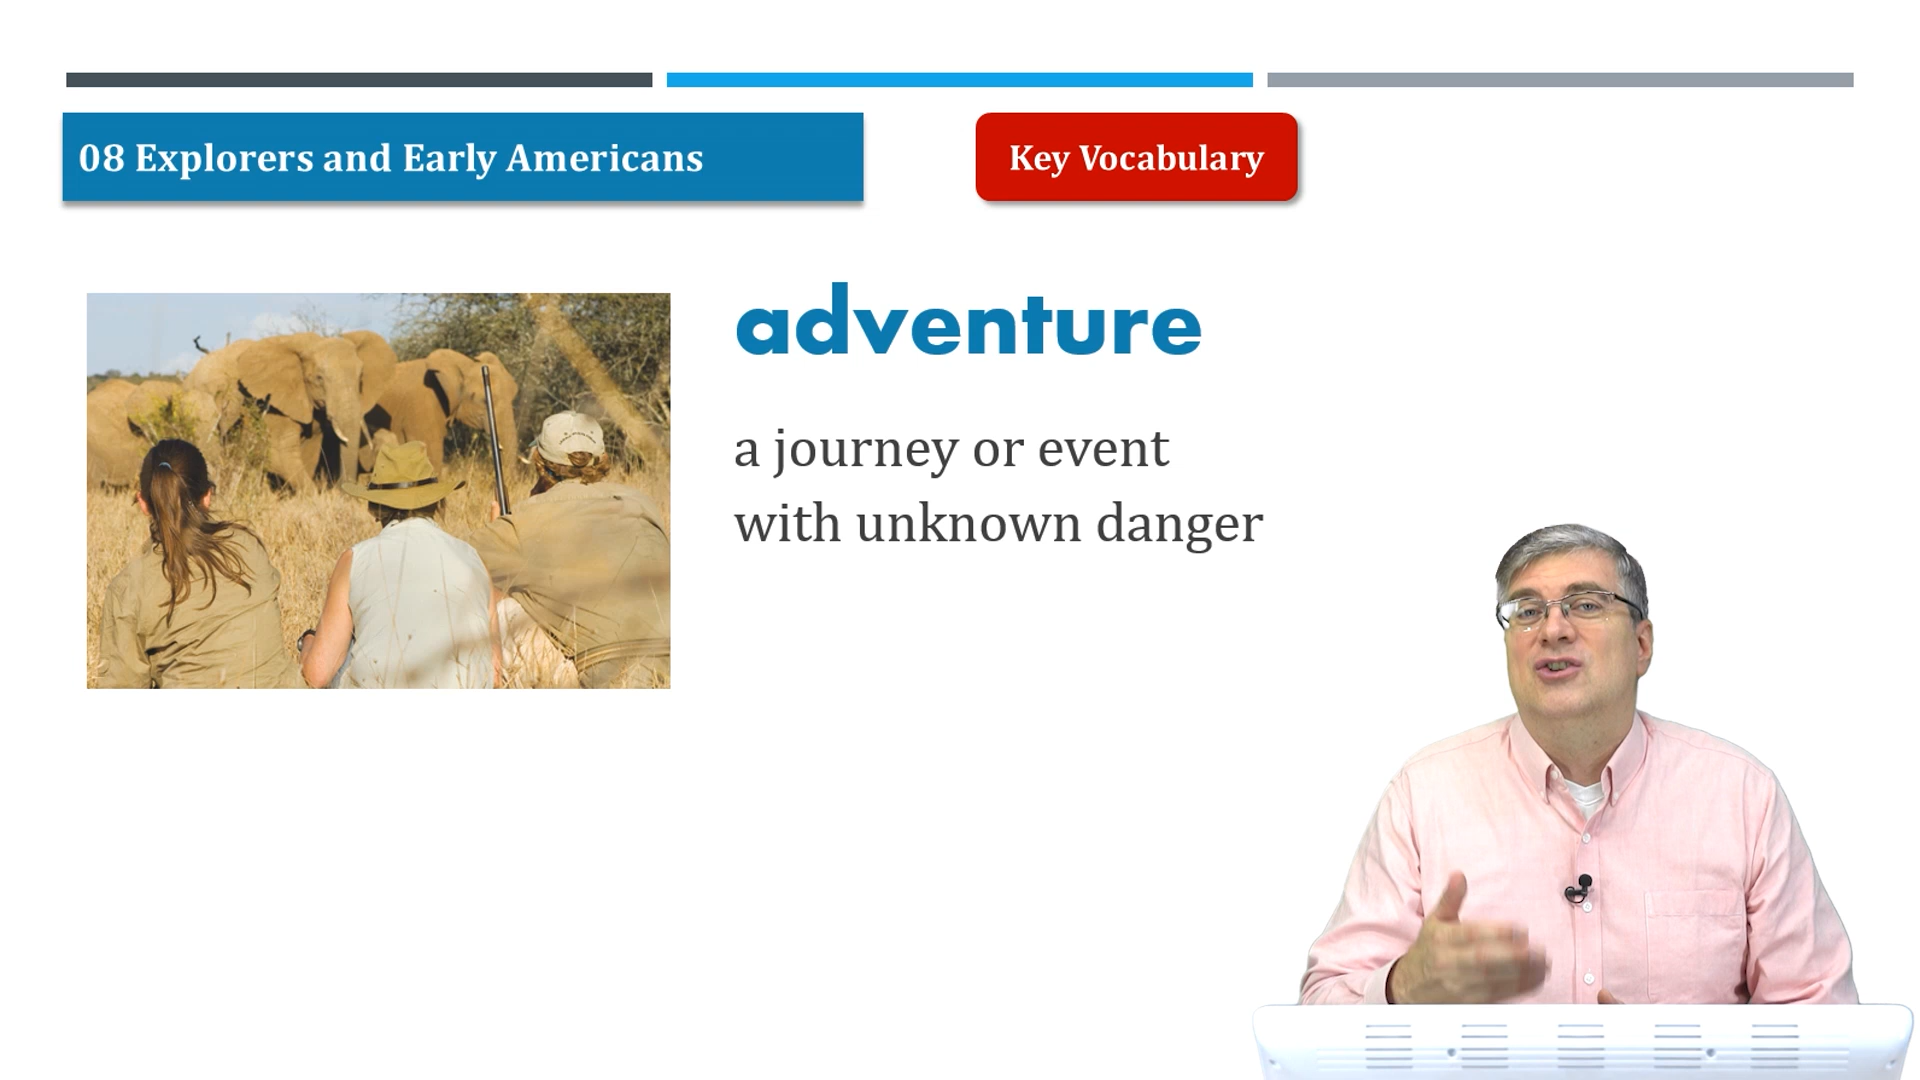 08 Explorers and Early Americans
Key Vocabulary
adventure
a journey or event
with unknown danger